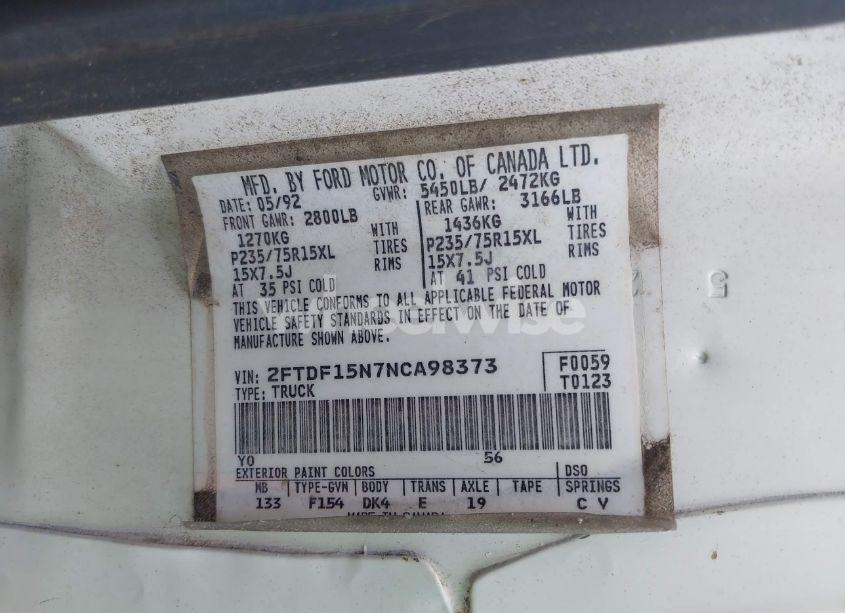 MFD. BY FORD MOTOR CO. OF CANADA LTD.
DATE: 05/92 GVWR: 5450LB/ 2472KG
FRONT GAWR: 2800LB REAR GAWR: 3166LB
1270KG WITH 1436KG WITH
P235/75R15XL TIRES P235/75R15XL TIRES
15X7.5J RIMS 15X7.5J RIMS
AT 35 PSI COLD AT 41 PSI COLD
THIS VEHICLE CONFORMS TO ALL APPLICABLE FEDERAL MOTOR
VEHICLE SAFETY STANDARDS IN EFFECT ON THE DATE OF
MANUFACTURE SHOWN ABOVE.
VIN: 2FTDF15N7NCA98373 F0059
TYPE: TRUCK T0123
YO 56
EXTERIOR PAINT COLORS DSO
WB TYPE-GVM BODY TRANS AXLE TAPE SPRINGS
133 F154 DK4 E 19 C V
MADE IN CANADA